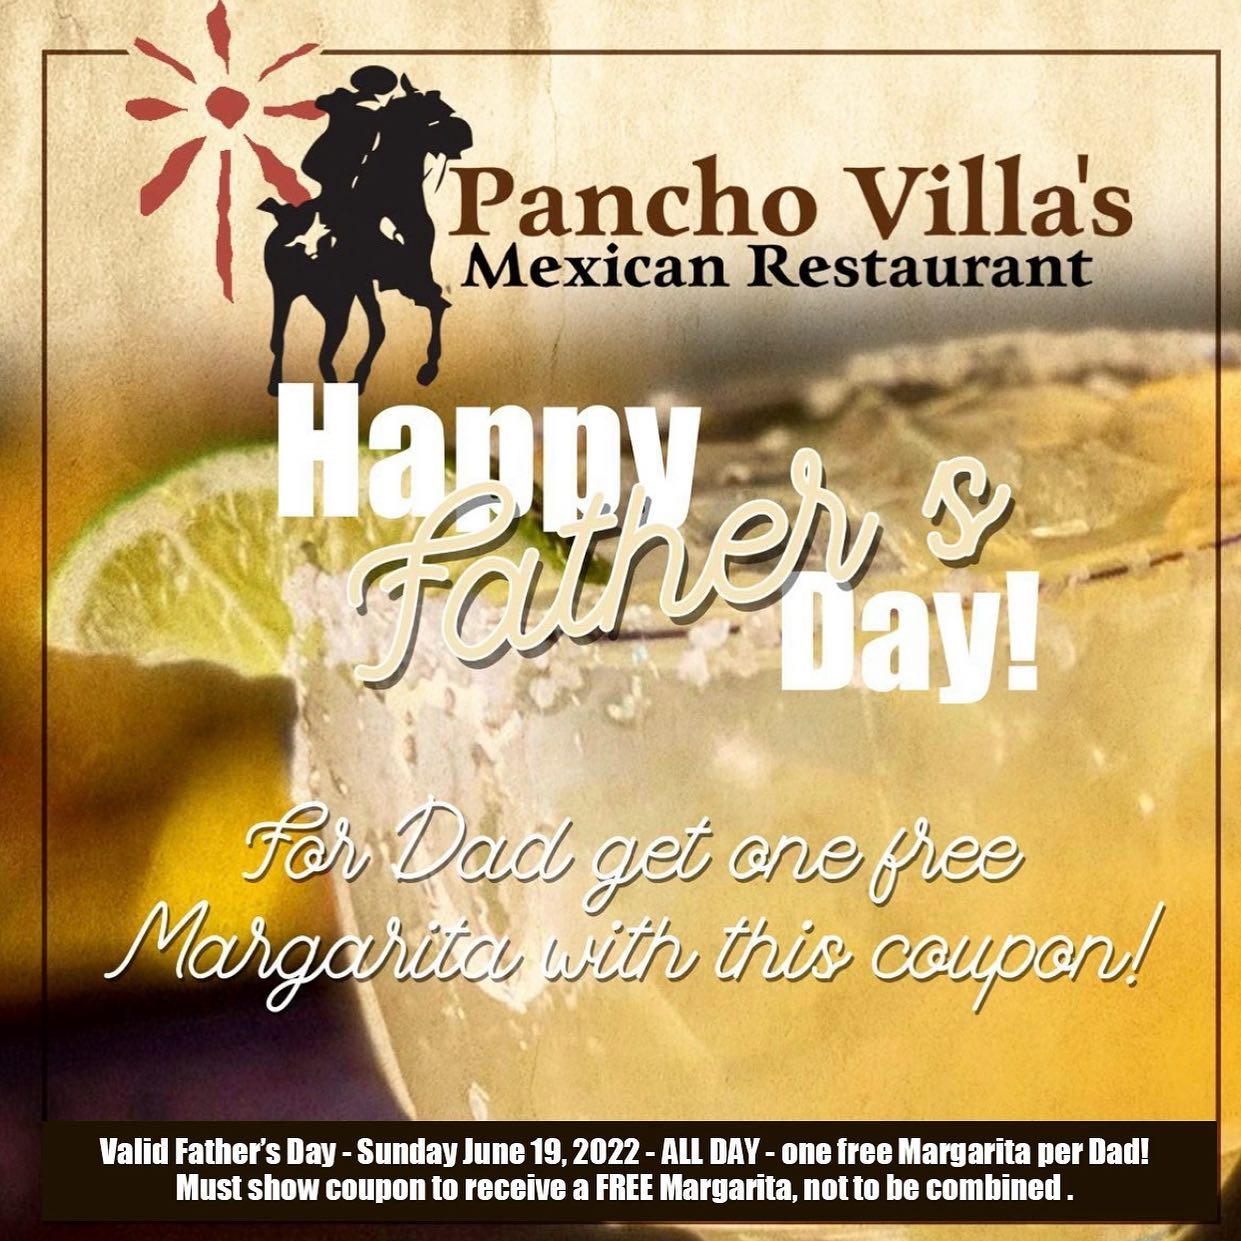 Pancho Villa's
Mexican Restaurant
Happy
Father's
Day!
For Dad get one free
Margarita with this coupon!
Valid Father's Day - Sunday June 19, 2022 - ALL DAY - one free Margarita per Dad!
Must show coupon to receive a FREE Margarita, not to be combined .